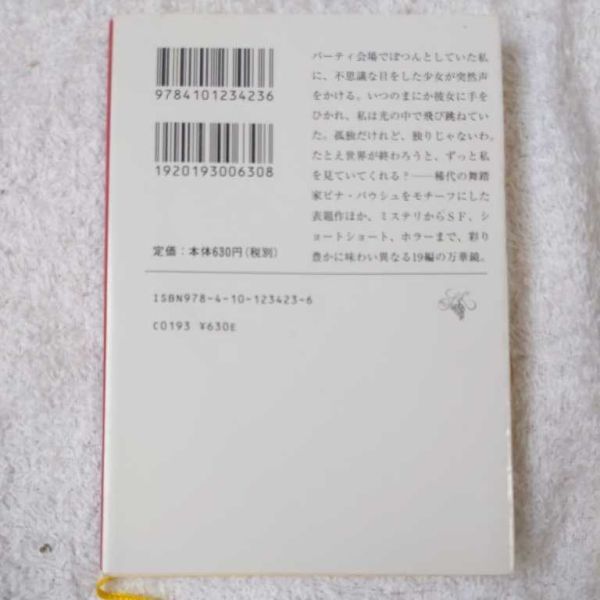 9784101234236
1920193006308
定価：本体630円(税別)
ISBN978-4-10-123423-6
C0193 ¥630E
パーティ会場でぽつんとしていた私
に、不思議な目をした少女が突然声
をかける。いつのまにか彼女に手を
ひかれ、私は光の中で飛び跳ねてい
た。孤独だけれど、独りじゃないわ。
たとえ世界が終わろうと、ずっと私
を見ていてくれる？――稀代の舞踏
家ピナ・バウシュをモチーフにした
表題作ほか、ミステリからＳＦ、ショ
ートショート、ホラーまで、彩り
豊かに味わい異なる19編の万華鏡。